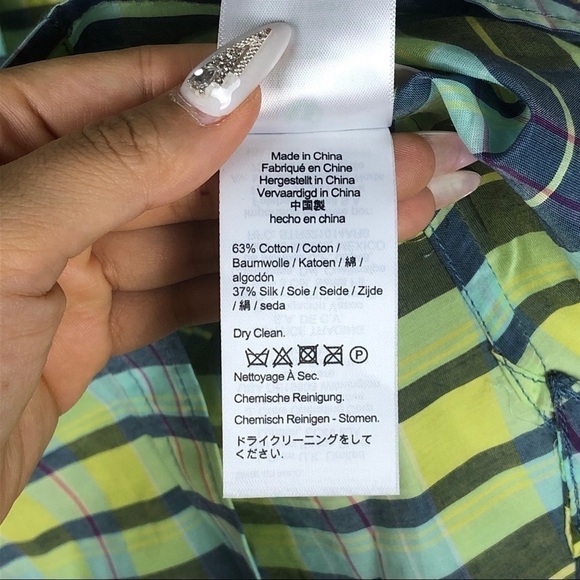 Made in China
Fabriqué en Chine
Hergestellt in China
Vervaardigd in China
中国製
hecho en china
63% Cotton / Coton /
Baumwolle / Katoen / 綿 /
algodón
37% Silk / Soie / Seide / Zijde
/ 絹 / seda
Dry Clean.
P
Nettoyage À Sec.
Chemische Reinigung.
Chemisch Reinigen - Stomen.
ドライクリーニングをして
ください。